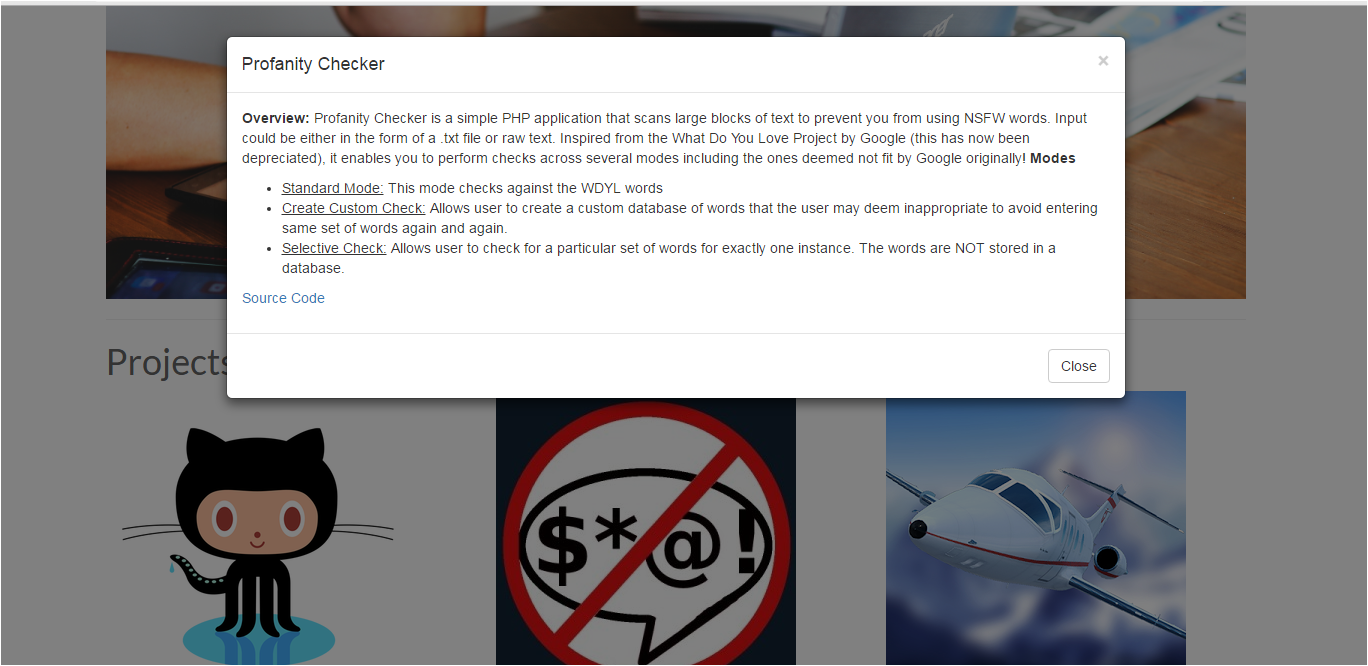 Profanity Checker
×
Overview: Profanity Checker is a simple PHP application that scans large blocks of text to prevent you from using NSFW words. Input
could be either in the form of a .txt file or raw text. Inspired from the What Do You Love Project by Google (this has now been
depreciated), it enables you to perform checks across several modes including the ones deemed not fit by Google originally! Modes
• Standard Mode: This mode checks against the WDYL words
• Create Custom Check: Allows user to create a custom database of words that the user may deem inappropriate to avoid entering
same set of words again and again.
• Selective Check: Allows user to check for a particular set of words for exactly one instance. The words are NOT stored in a
database.
Source Code
Close
Projects
$*@!